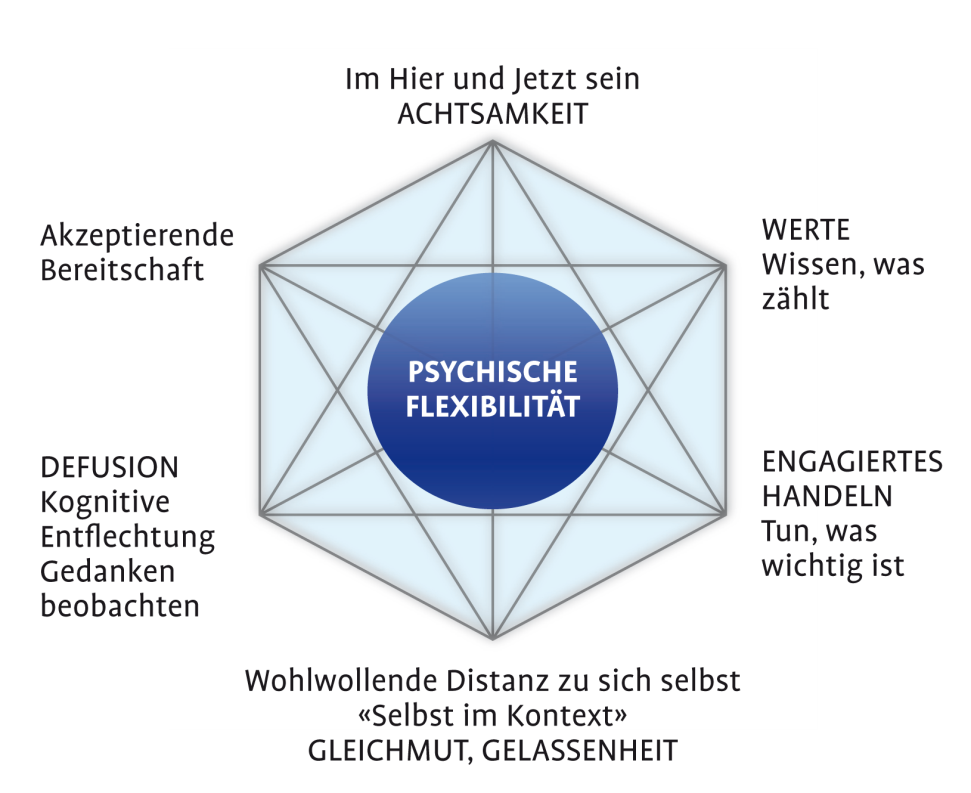 Im Hier und Jetzt sein
ACHTSAMKEIT
Akzeptierende
Bereitschaft
WERTE
Wissen, was
zählt
PSYCHISCHE
FLEXIBILITÄT
DEFUSION
Kognitive
Entflechtung
Gedanken
beobachten
ENGAGIERTES
HANDELN
Tun, was
wichtig ist
Wohlwollende Distanz zu sich selbst
«Selbst im Kontext»
GLEICHMUT, GELASSENHEIT